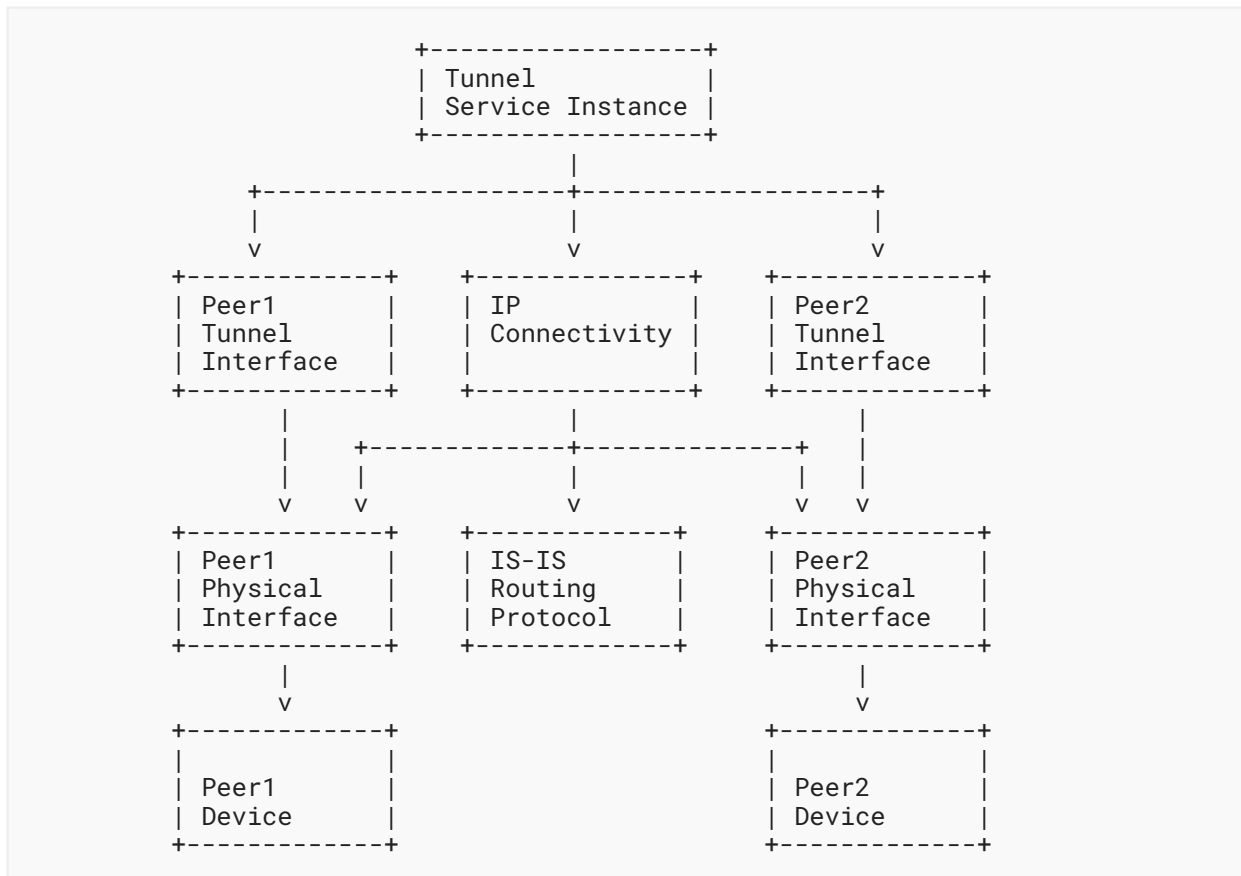 Tunnel
Service Instance
Peer1
Tunnel
Interface
IP
Connectivity
Peer2
Tunnel
Interface
Peer1
Physical
Interface
IS-IS
Routing
Protocol
Peer2
Physical
Interface
Peer1
Device
Peer2
Device